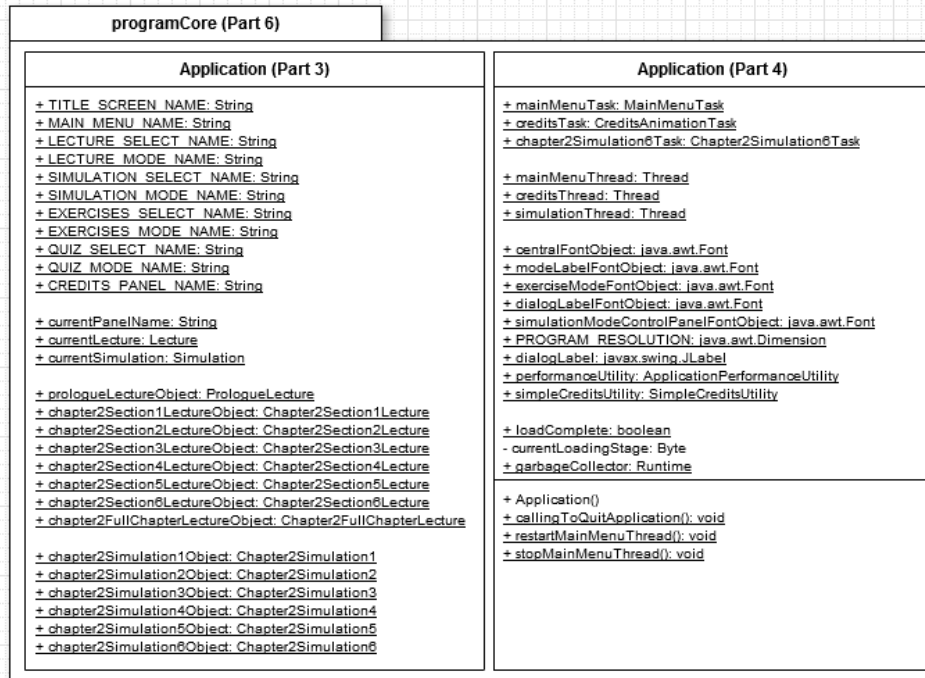 programCore (Part 6)
Application (Part 3)
+ TITLE_SCREEN_NAME: String
+ MAIN_MENU_NAME: String
+ LECTURE_SELECT_NAME: String
+ LECTURE_MODE_NAME: String
+ SIMULATION_SELECT_NAME: String
+ SIMULATION_MODE_NAME: String
+ EXERCISES_SELECT_NAME: String
+ EXERCISES_MODE_NAME: String
+ QUIZ_SELECT_NAME: String
+ QUIZ_MODE_NAME: String
+ CREDITS_PANEL_NAME: String
+ currentPanelName: String
+ currentLecture: Lecture
+ currentSimulation: Simulation
+ prologueLectureObject: PrologueLecture
+ chapter2Section1LectureObject: Chapter2Section1Lecture
+ chapter2Section2LectureObject: Chapter2Section2Lecture
+ chapter2Section3LectureObject: Chapter2Section3Lecture
+ chapter2Section4LectureObject: Chapter2Section4Lecture
+ chapter2Section5LectureObject: Chapter2Section5Lecture
+ chapter2Section6LectureObject: Chapter2Section6Lecture
+ chapter2FullChapterLectureObject: Chapter2FullChapterLecture
+ chapter2Simulation1Object: Chapter2Simulation1
+ chapter2Simulation2Object: Chapter2Simulation2
+ chapter2Simulation3Object: Chapter2Simulation3
+ chapter2Simulation4Object: Chapter2Simulation4
+ chapter2Simulation5Object: Chapter2Simulation5
+ chapter2Simulation6Object: Chapter2Simulation6
Application (Part 4)
+ mainMenuTask: MainMenuTask
+ creditsTask: CreditsAnimationTask
+ chapter2Simulation6Task: Chapter2Simulation6Task
+ mainMenuThread: Thread
+ creditsThread: Thread
+ simulationThread: Thread
+ centralFontObject: java.awt.Font
+ modeLabelFontObject: java.awt.Font
+ exerciseModeFontObject: java.awt.Font
+ dialogLabelFontObject: java.awt.Font
+ simulationModeControlPanelFontObject: java.awt.Font
+ PROGRAM_RESOLUTION: java.awt.Dimension
+ dialogLabel: javax.swing.JLabel
+ performanceUtility: ApplicationPerformanceUtility
+ simpleCreditsUtility: SimpleCreditsUtility
+ loadComplete: boolean
- currentLoadingStage: Byte
+ garbageCollector: Runtime
+ Application()
+ callingToQuitApplication(): void
+ restartMainMenuThread(): void
+ stopMainMenuThread(): void